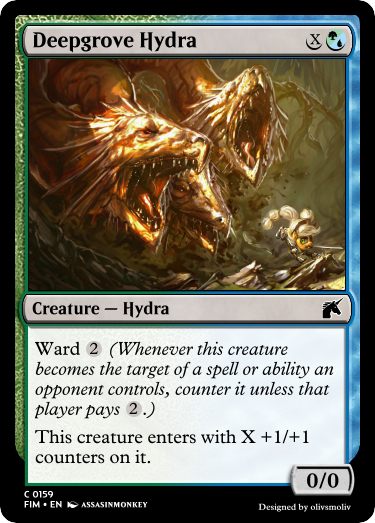 Deepgrove Hydra X
Creature — Hydra
Ward 2 (Whenever this creature
becomes the target of a spell or ability an
opponent controls, counter it unless that
player pays 2.)
This creature enters with X +1/+1
counters on it.
0/0
C 0159
FIM • EN ASSASINMONKEY
Designed by olivsmoliv